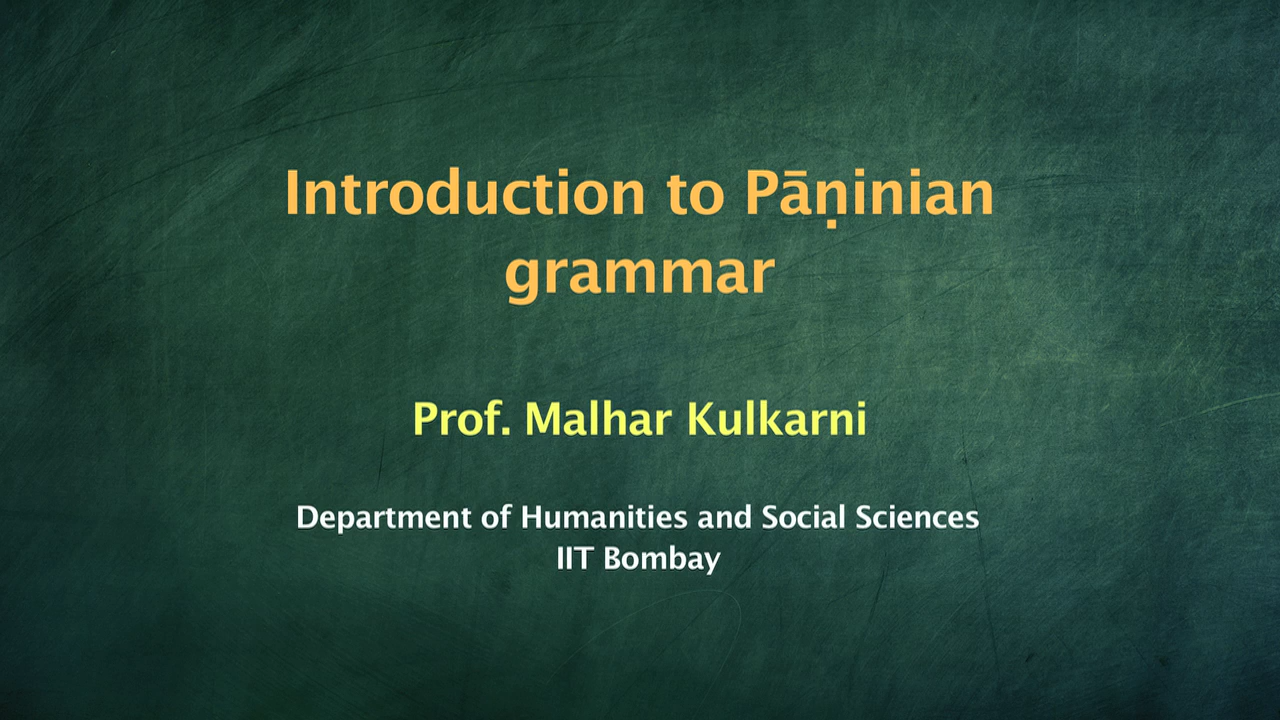 Introduction to Pāṇinian
grammar
Prof. Malhar Kulkarni
Department of Humanities and Social Sciences
IIT Bombay